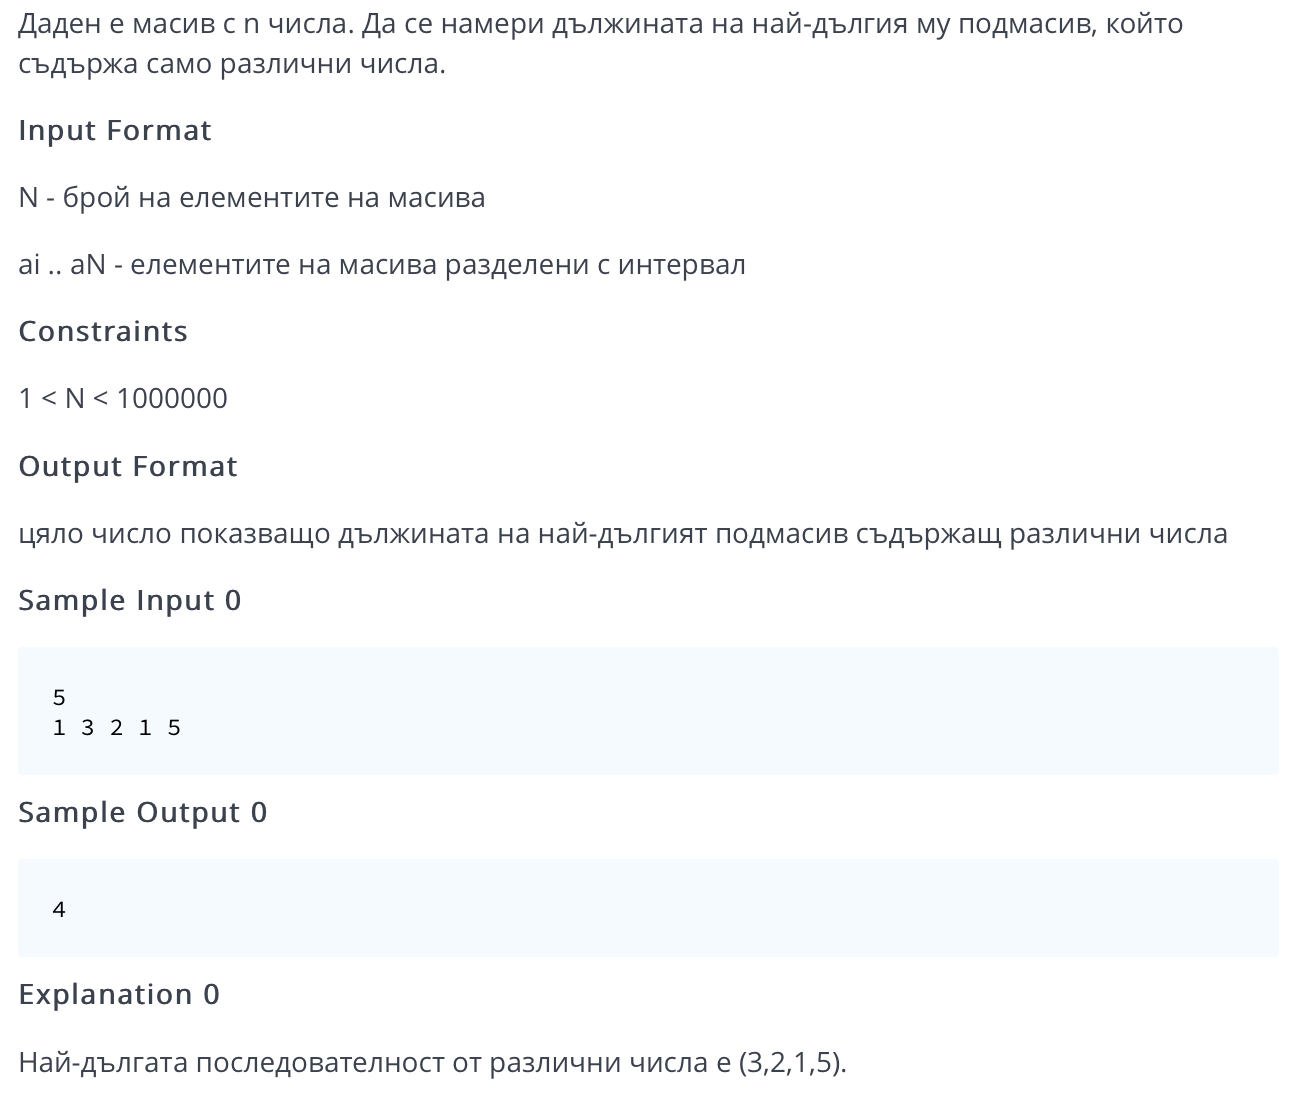 Даден е масив с n числа. Да се намери дължината на най-дългия му подмасив, който
съдържа само различни числа.
Input Format
N - брой на елементите на масива
ai .. aN - елементите на масива разделени с интервал
Constraints
1 < N < 1000000
Output Format
цяло число показващо дължината на най-дългият подмасив съдържащ различни числа
Sample Input 0
5
1 3 2 1 5
Sample Output 0
4
Explanation 0
Най-дългата последователност от различни числа е (3,2,1,5).